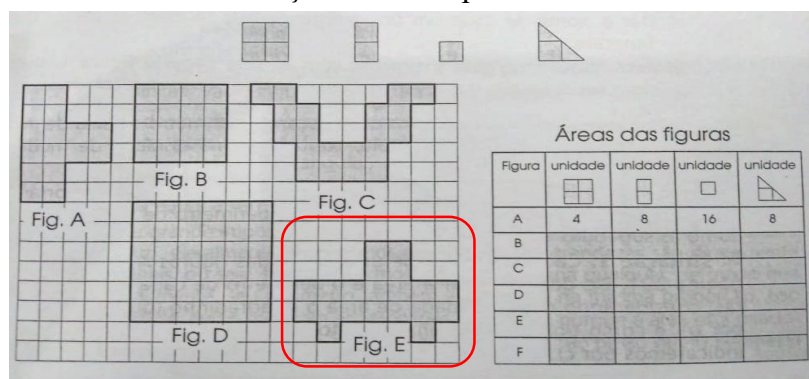 Fig. B
Fig. C
Fig. A
Fig. D
Fig. E
Áreas das figuras
Figura unidade unidade unidade unidade
A 4 8 16 8
B
C
D
E
F